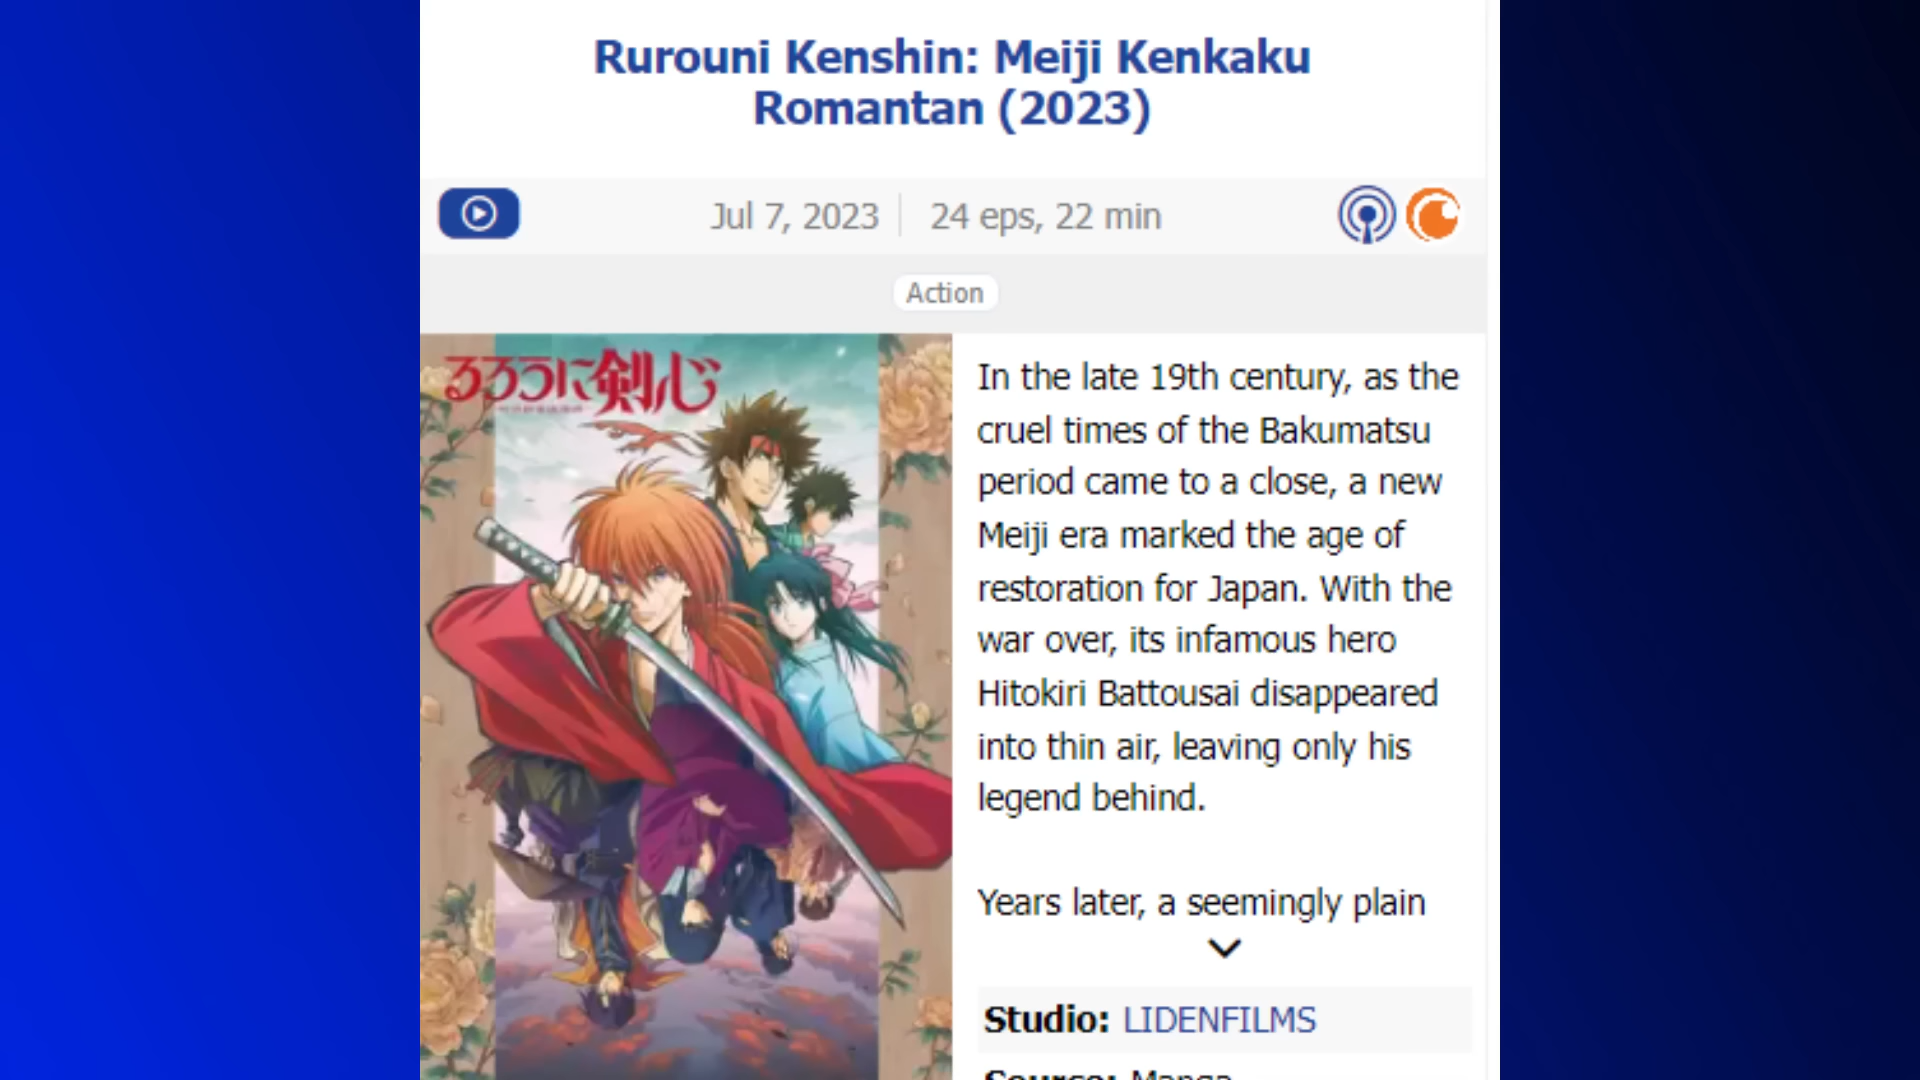 Rurouni Kenshin: Meiji Kenkaku
Romantan (2023)
Jul 7, 2023
24 eps, 22 min
Action
るろうに剣心
In the late 19th century, as the
cruel times of the Bakumatsu
period came to a close, a new
Meiji era marked the age of
restoration for Japan. With the
war over, its infamous hero
Hitokiri Battousai disappeared
into thin air, leaving only his
legend behind.
Years later, a seemingly plain
Studio: LIDENFILMS
Source: Manga